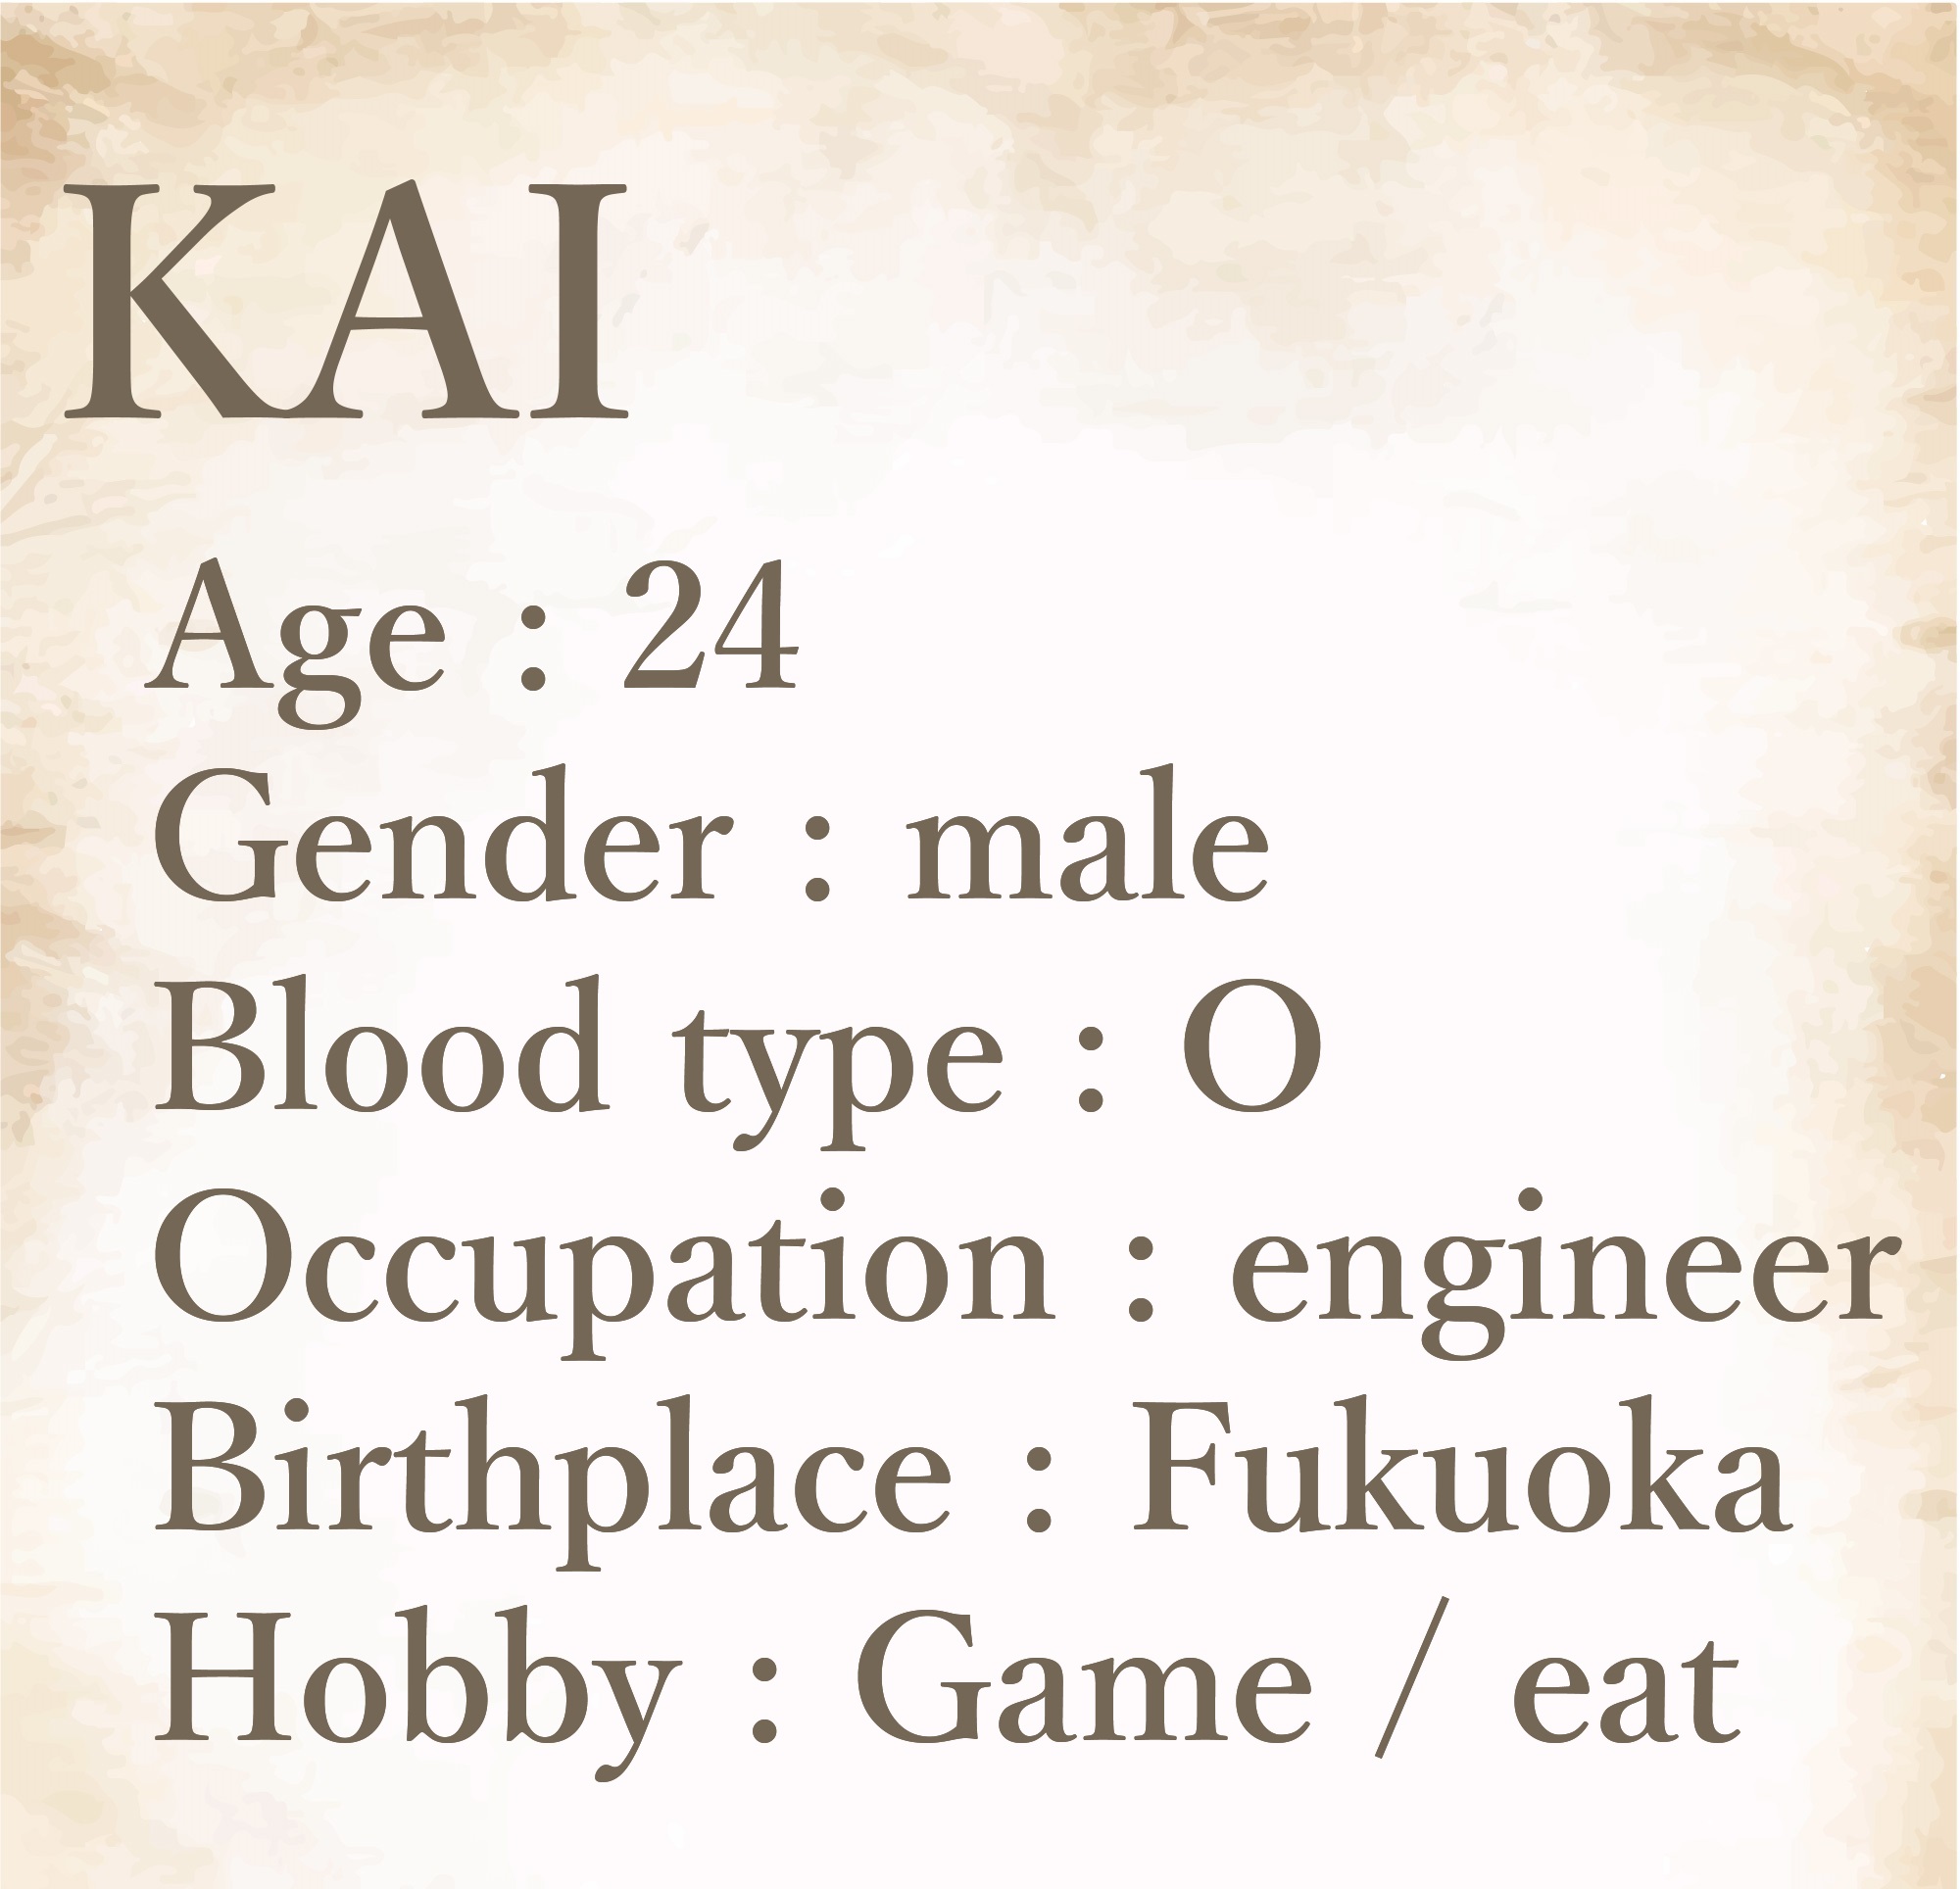 KAI
Age : 24
Gender : male
Blood type : O
Occupation : engineer
Birthplace : Fukuoka
Hobby : Game / eat